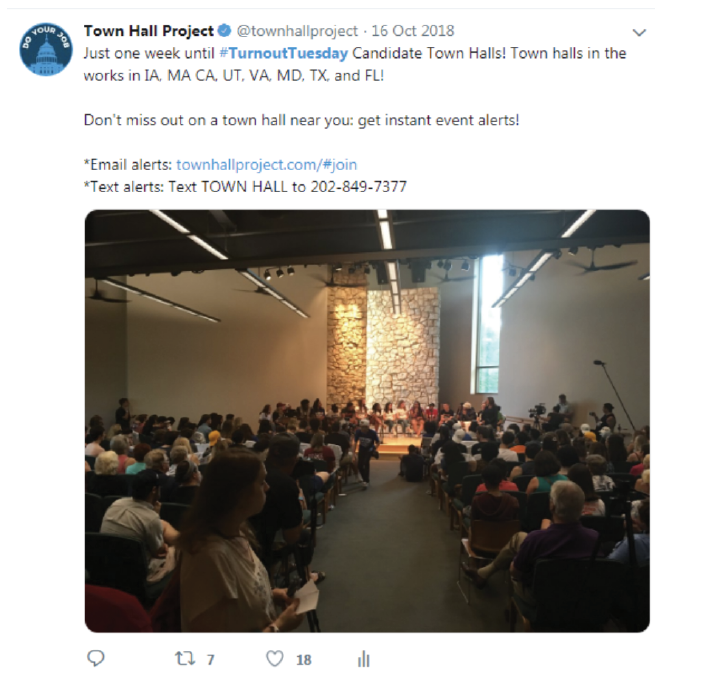 DO YOUR JOB
Town Hall Project @townhallproject · 16 Oct 2018
Just one week until #TurnoutTuesday Candidate Town Halls! Town halls in the
works in IA, MA CA, UT, VA, MD, TX, and FL!
Don't miss out on a town hall near you: get instant event alerts!
*Email alerts: townhallproject.com/#join
*Text alerts: Text TOWN HALL to 202-849-7377
7 18